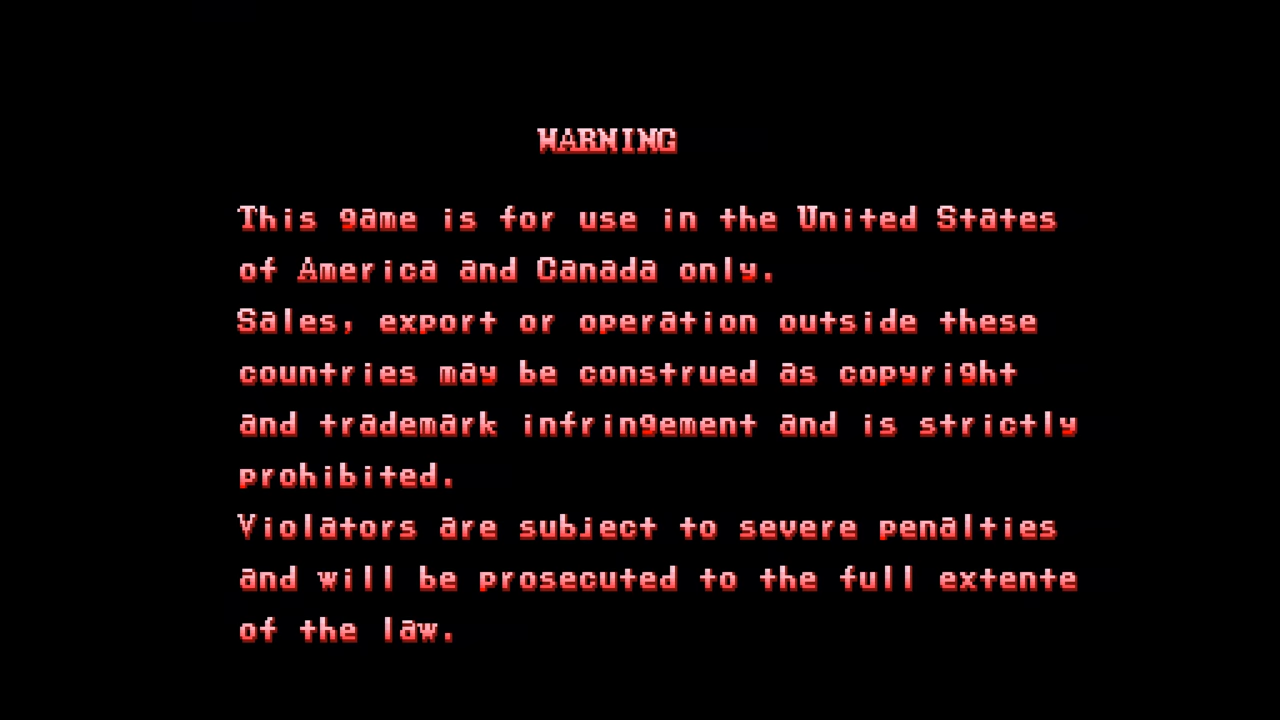 WARNING
This game is for use in the United States
of America and Canada only.
Sales, export or operation outside these
countries may be construed as copyright
and trademark infringement and is strictly
prohibited.
Violators are subject to severe penalties
and will be prosecuted to the full extente
of the law.